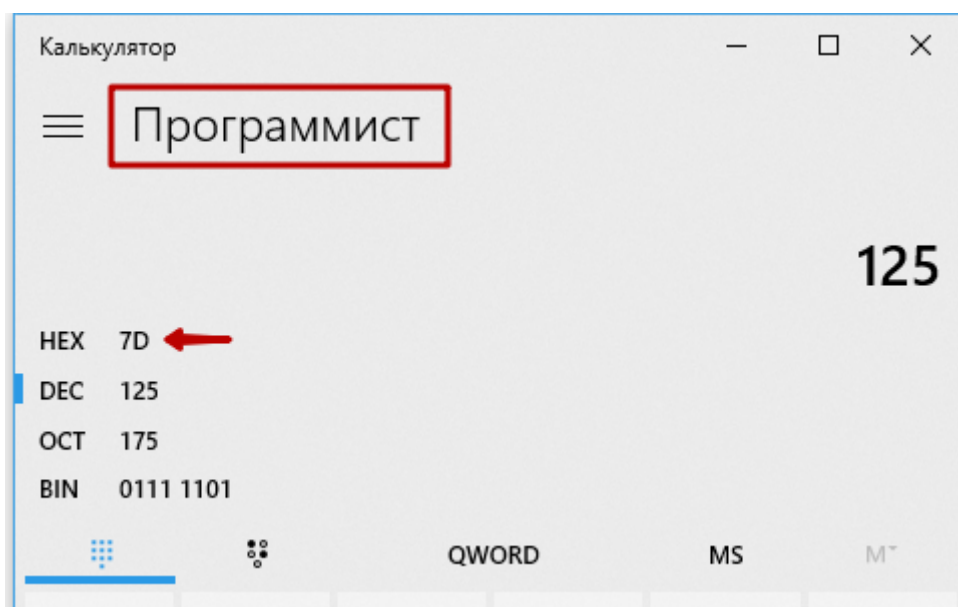 Калькулятор
Программист
125
HEX 7D
DEC 125
OCT 175
BIN 0111 1101
QWORD MS M